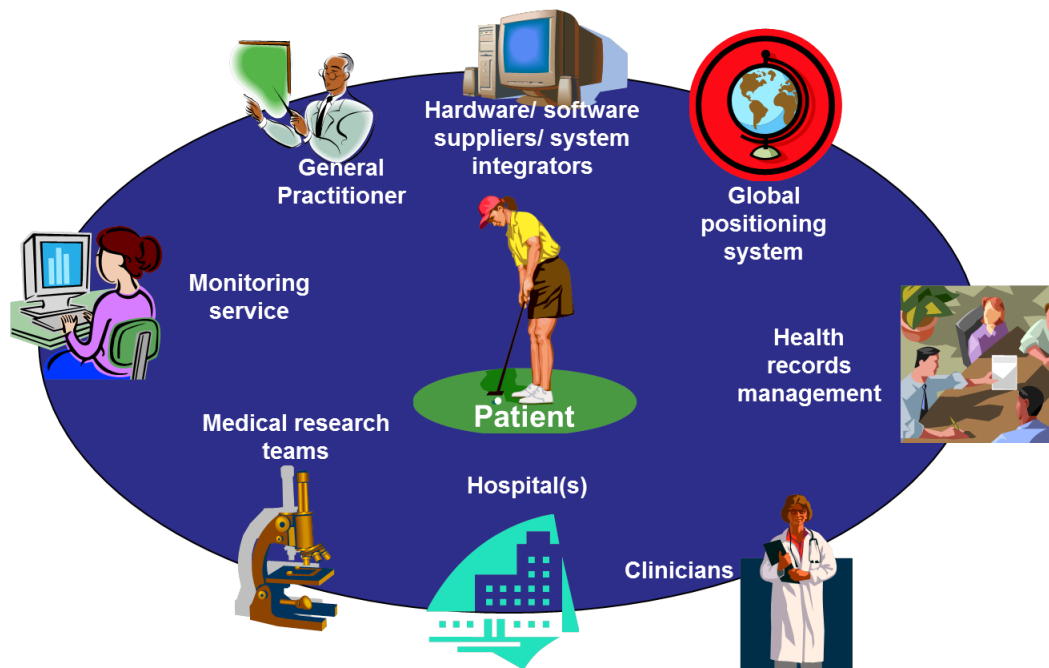 Hardware/ software
suppliers/ system
integrators
General
Practitioner
Global
positioning
system
Monitoring
service
Health
records
management
Patient
Medical research
teams
Hospital(s)
Clinicians